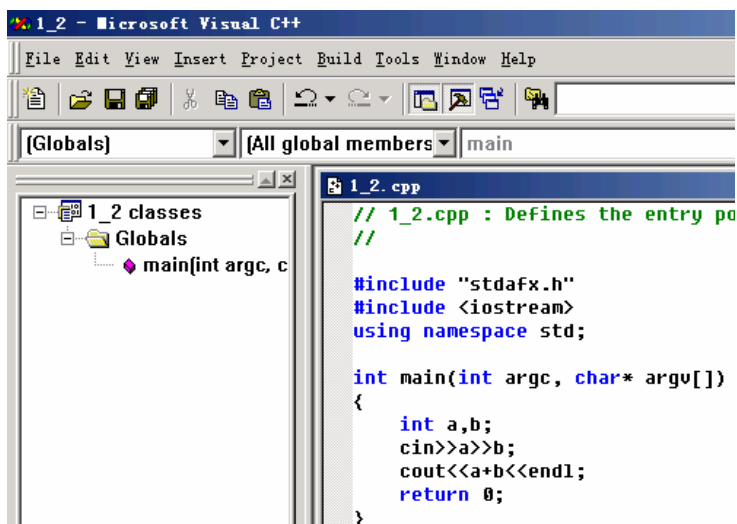 1_2 - Microsoft Visual C++
File Edit View Insert Project Build Tools Window Help
(Globals) (All global members main
1_2 classes
Globals
main(int argc, c
1_2.cpp
// 1_2.cpp : Defines the entry po
//
#include "stdafx.h"
#include <iostream>
using namespace std;
int main(int argc, char* argv[])
{
int a,b;
cin>>a>>b;
cout<<a+b<<endl;
return 0;
}